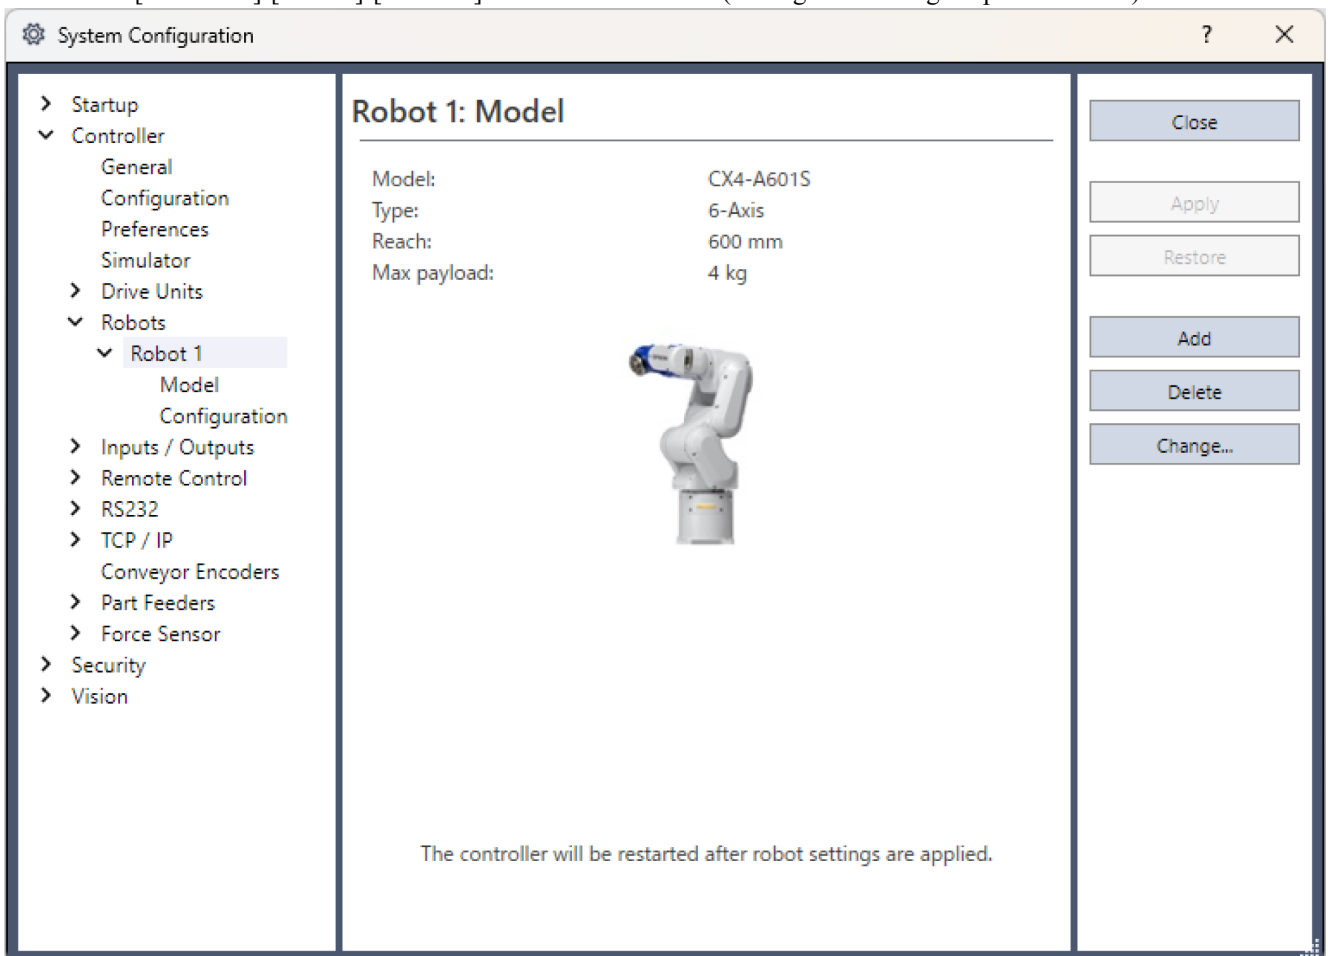 System Configuration
?
Startup
Controller
General
Configuration
Preferences
Simulator
Drive Units
Robots
Robot 1
Model
Configuration
Inputs / Outputs
Remote Control
RS232
TCP / IP
Conveyor Encoders
Part Feeders
Force Sensor
Security
Vision
Robot 1: Model
Model: CX4-A601S
Type: 6-Axis
Reach: 600 mm
Max payload: 4 kg
The controller will be restarted after robot settings are applied.
Close
Apply
Restore
Add
Delete
Change...